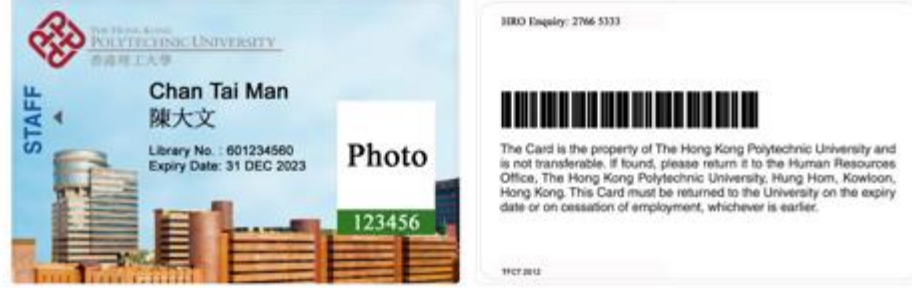 THE HONG KONG
POLYTECHNIC UNIVERSITY
香港理工大學
STAFF
Chan Tai Man
陳大文
Library No. : 601234560
Expiry Date: 31 DEC 2023
Photo
123456
HRO Enquiry: 2766 5333
The Card is the property of The Hong Kong Polytechnic University and
is not transferable. If found, please return it to the Human Resources
Office, The Hong Kong Polytechnic University, Hung Hom, Kowloon,
Hong Kong. This Card must be returned to the University on the expiry
date or on cessation of employment, whichever is earlier.